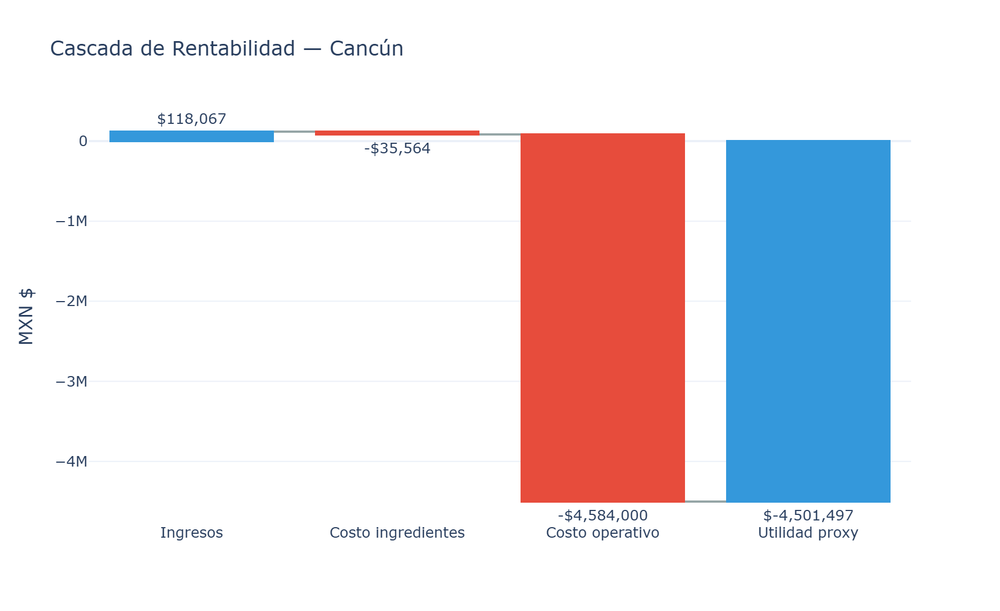 Cascada de Rentabilidad — Cancún
MXN $
0
−1M
−2M
−3M
−4M
$118,067
-$35,564
-$4,584,000
$-4,501,497
Ingresos
Costo ingredientes
Costo operativo
Utilidad proxy